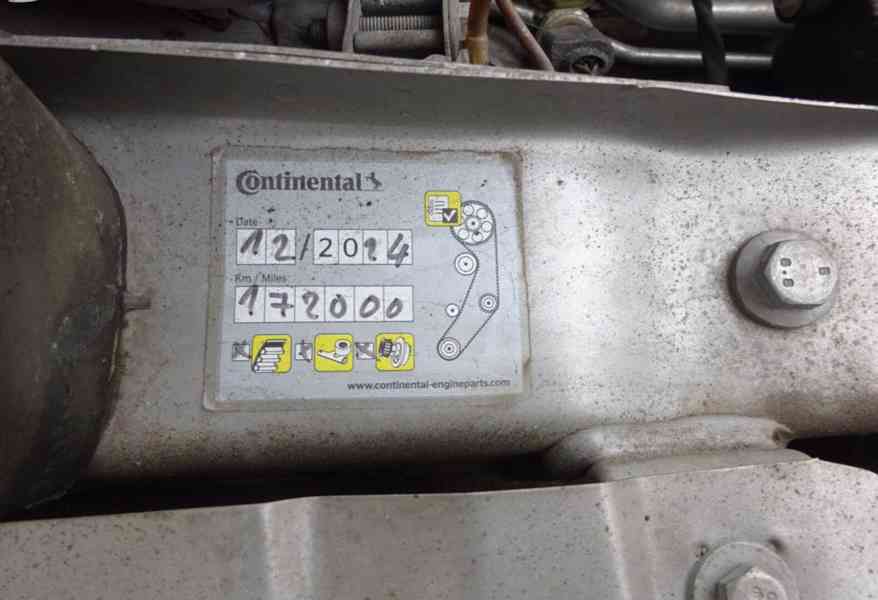 Continental
Date
12/2014
Km / Miles
172000
www.continental-engineparts.com